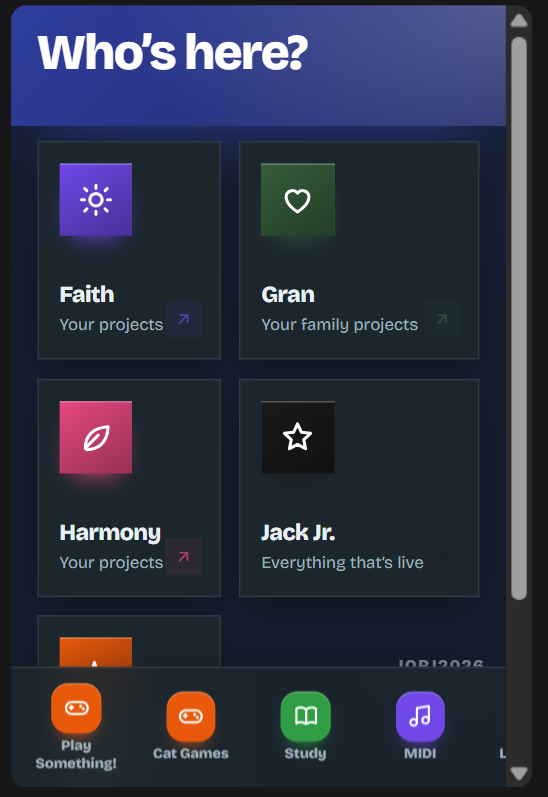 Who's here?
Faith
Your projects
Gran
Your family projects
Harmony
Your projects
Jack Jr.
Everything that's live
Play
Something!
Cat Games
Study
MIDI